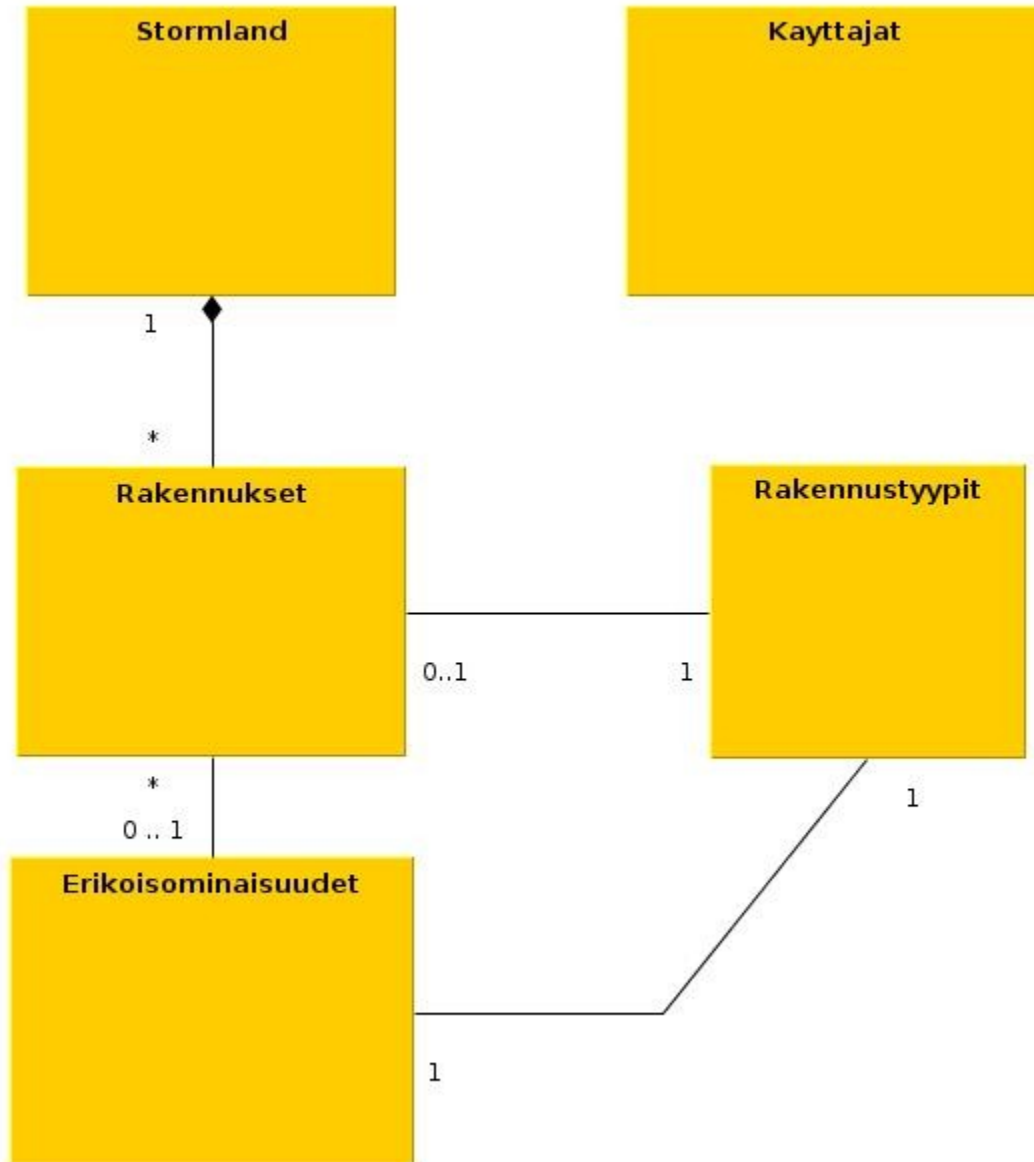 Stormland
Kayttajat
1
*
Rakennukset
Rakennustyypit
0..1
1
*
0 .. 1
1
Erikoisominaisuudet
1